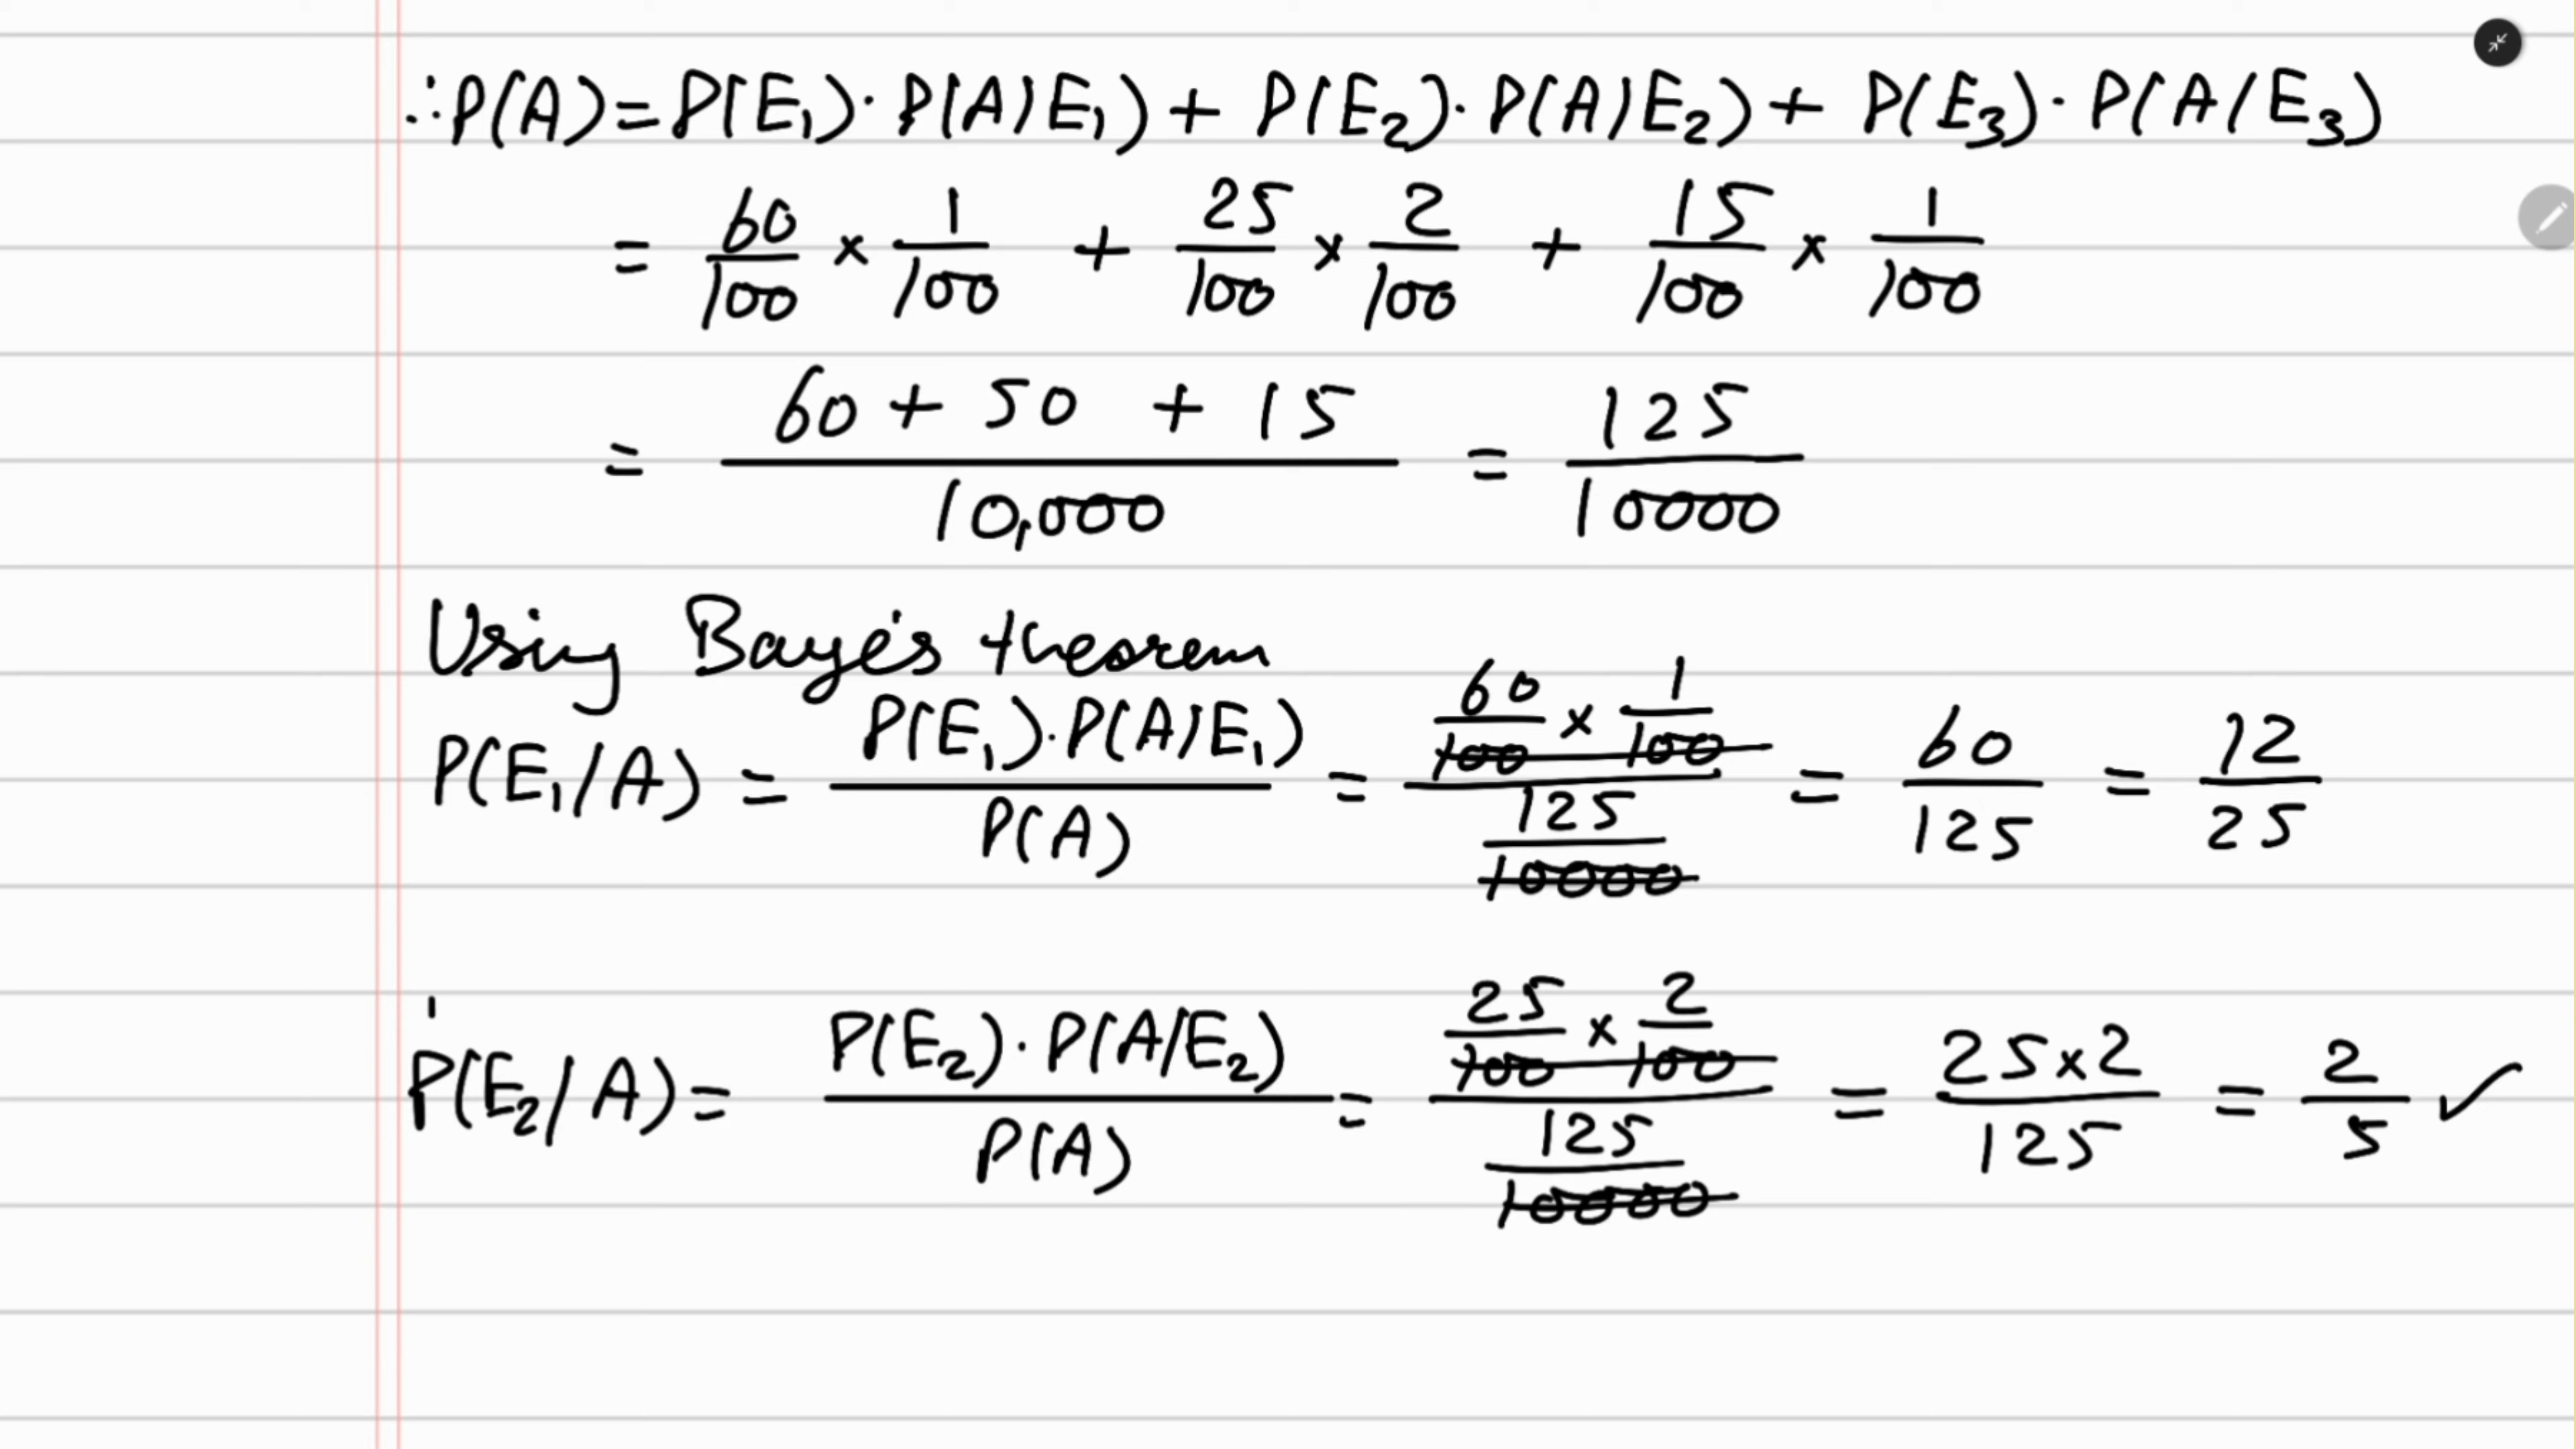 ∴ P(A) = P(E₁)·P(A|E₁) + P(E₂)·P(A|E₂) + P(E₃)·P(A/E₃)
= 60/100 × 1/100 + 25/100 × 2/100 + 15/100 × 1/100
= (60 + 50 + 15)/10,000 = 125/10000
Using Baye's theorem
P(E₁/A) = P(E₁)·P(A|E₁)/P(A) = (60/100 × 1/100)/(125/10000) = 60/125 = 12/25
P(E₂/A) = P(E₂)·P(A/E₂)/P(A) = (25/100 × 2/100)/(125/10000) = 25×2/125 = 2/5 ✓